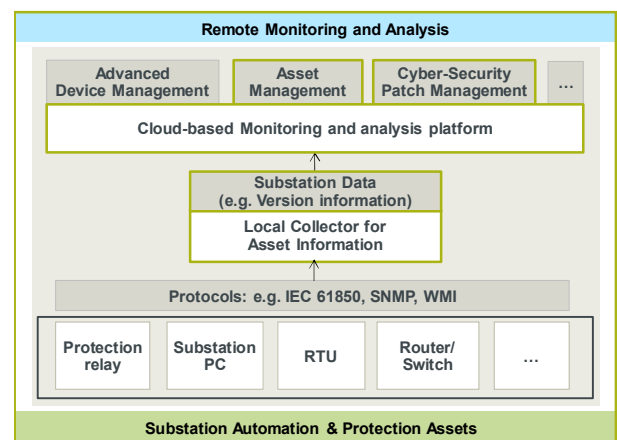 Remote Monitoring and Analysis
Advanced
Device Management
Asset
Management
Cyber-Security
Patch Management
...
Cloud-based Monitoring and analysis platform
Substation Data
(e.g. Version information)
Local Collector for
Asset Information
Protocols: e.g. IEC 61850, SNMP, WMI
Protection
relay
Substation
PC
RTU
Router/
Switch
...
Substation Automation & Protection Assets